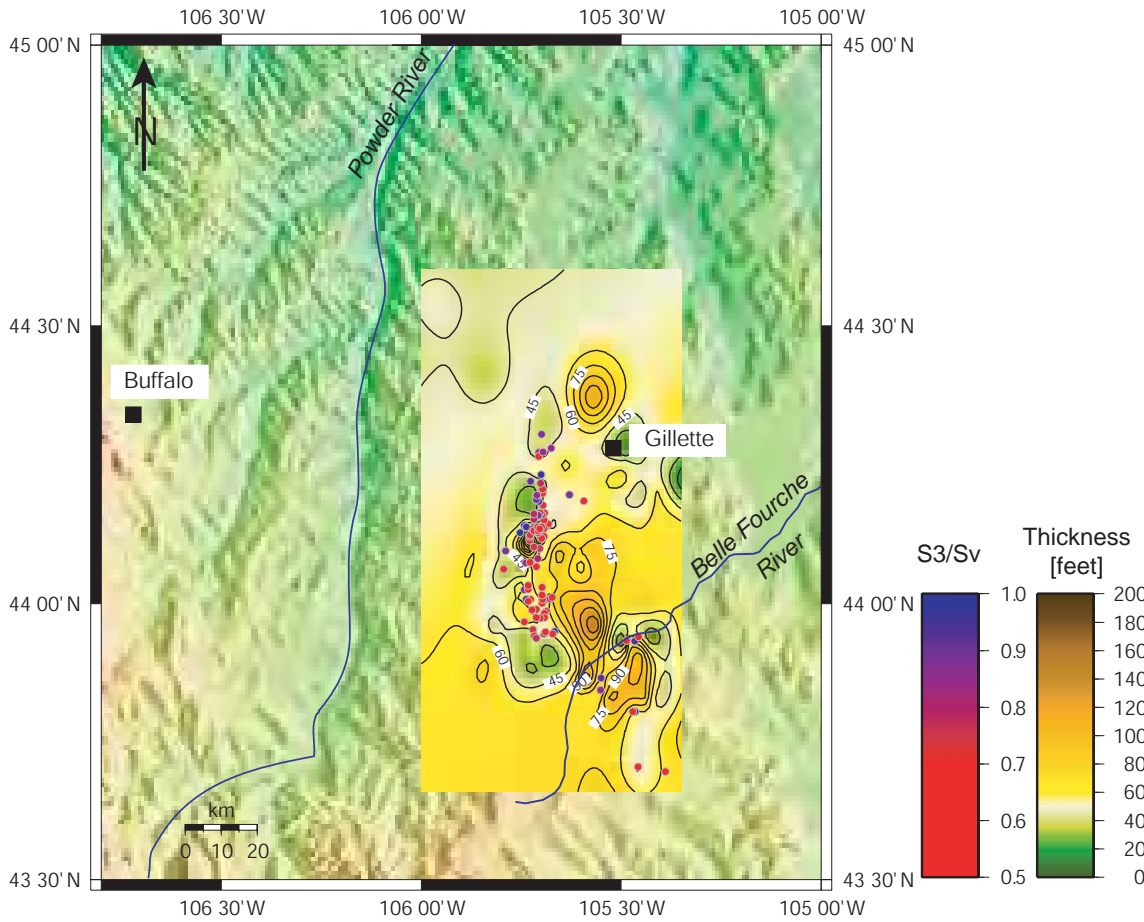 106 30' W
106 00' W
105 30' W
105 00' W
45 00' N
45 00' N
N
Powder River
44 30' N
44 30' N
Buffalo
75
45
60
45
Gillette
Belle Fourche
River
75
45
44 00' N
44 00' N
60
45
90
90
75
km
0 10 20
43 30' N
43 30' N
106 30' W
106 00' W
105 30' W
105 00' W
S3/Sv
1.0
0.9
0.8
0.7
0.6
0.5
Thickness
[feet]
200
180
160
140
120
100
80
60
40
20
0